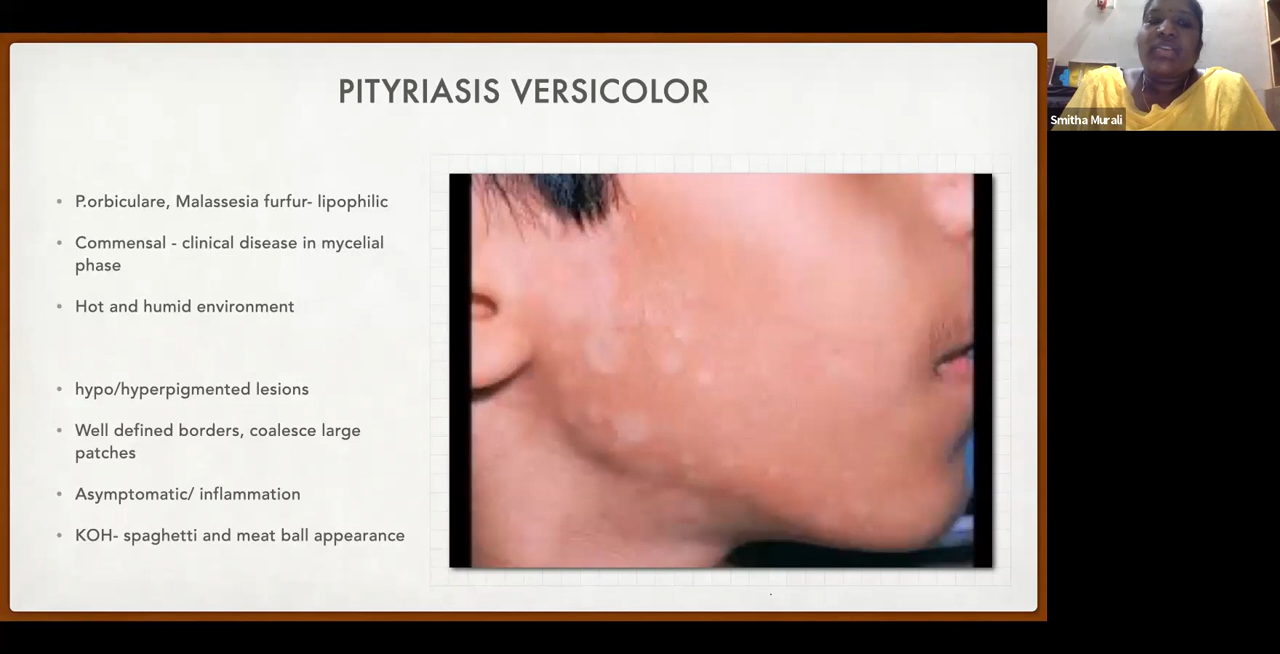 PITYRIASIS VERSICOLOR
Smitha Murali
• P.orbiculare, Malassesia furfur- lipophilic
• Commensal - clinical disease in mycelial
phase
• Hot and humid environment
• hypo/hyperpigmented lesions
• Well defined borders, coalesce large
patches
• Asymptomatic/ inflammation
• KOH- spaghetti and meat ball appearance